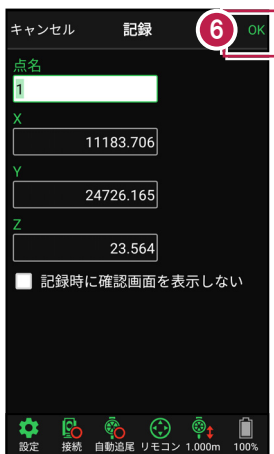 キャンセル 記録 6 OK
点名
1
X
11183.706
Y
24726.165
Z
23.564
記録時に確認画面を表示しない
設定 接続 自動追尾 リモコン 1.000m 100%